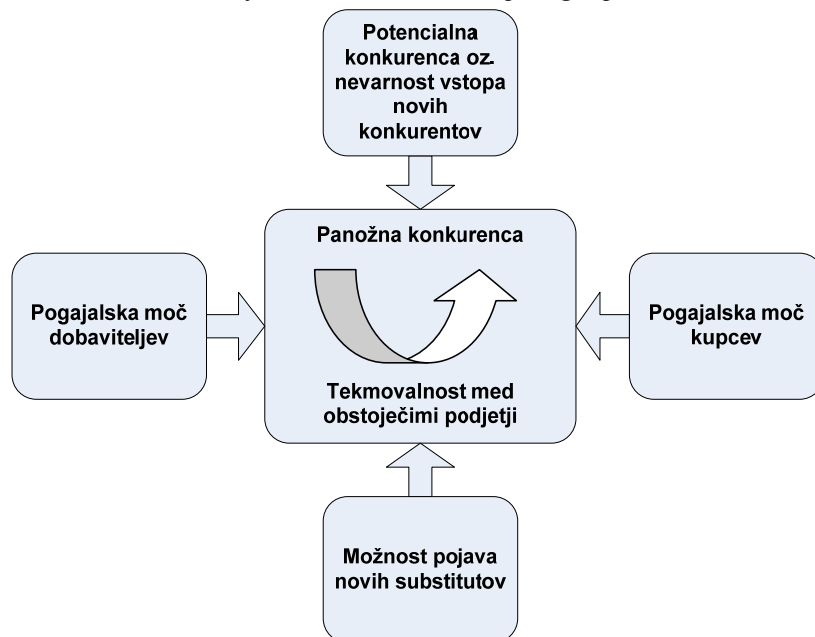 Potencialna
konkurenca oz.
nevarnost vstopa
novih
konkurentov
Panožna konkurenca
Pogajalska moč
dobaviteljev
Pogajalska moč
kupcev
Tekmovalnost med
obstoječimi podjetji
Možnost pojava
novih substitutov